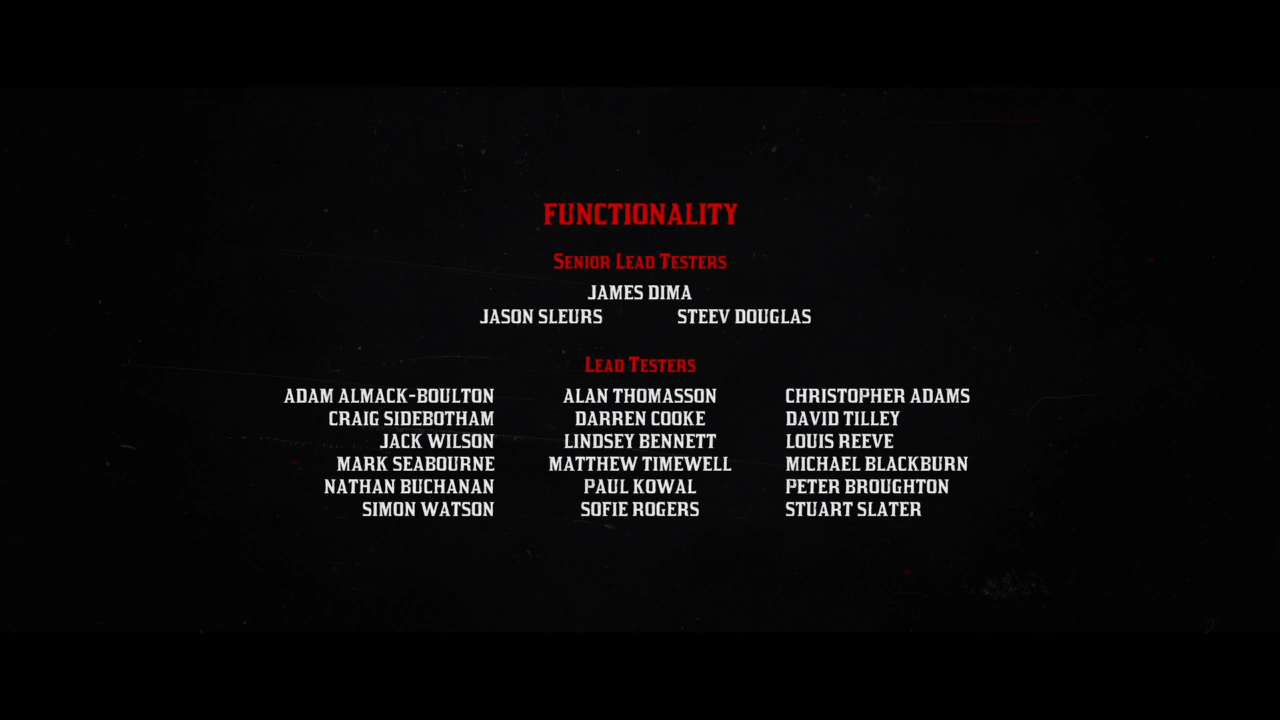 FUNCTIONALITY
Senior Lead Testers
JAMES DIMA
JASON SLEURS STEEV DOUGLAS
Lead Testers
ADAM ALMACK-BOULTON ALAN THOMASSON CHRISTOPHER ADAMS
CRAIG SIDEBOTHAM DARREN COOKE DAVID TILLEY
JACK WILSON LINDSEY BENNETT LOUIS REEVE
MARK SEABOURNE MATTHEW TIMEWELL MICHAEL BLACKBURN
NATHAN BUCHANAN PAUL KOWAL PETER BROUGHTON
SIMON WATSON SOFIE ROGERS STUART SLATER